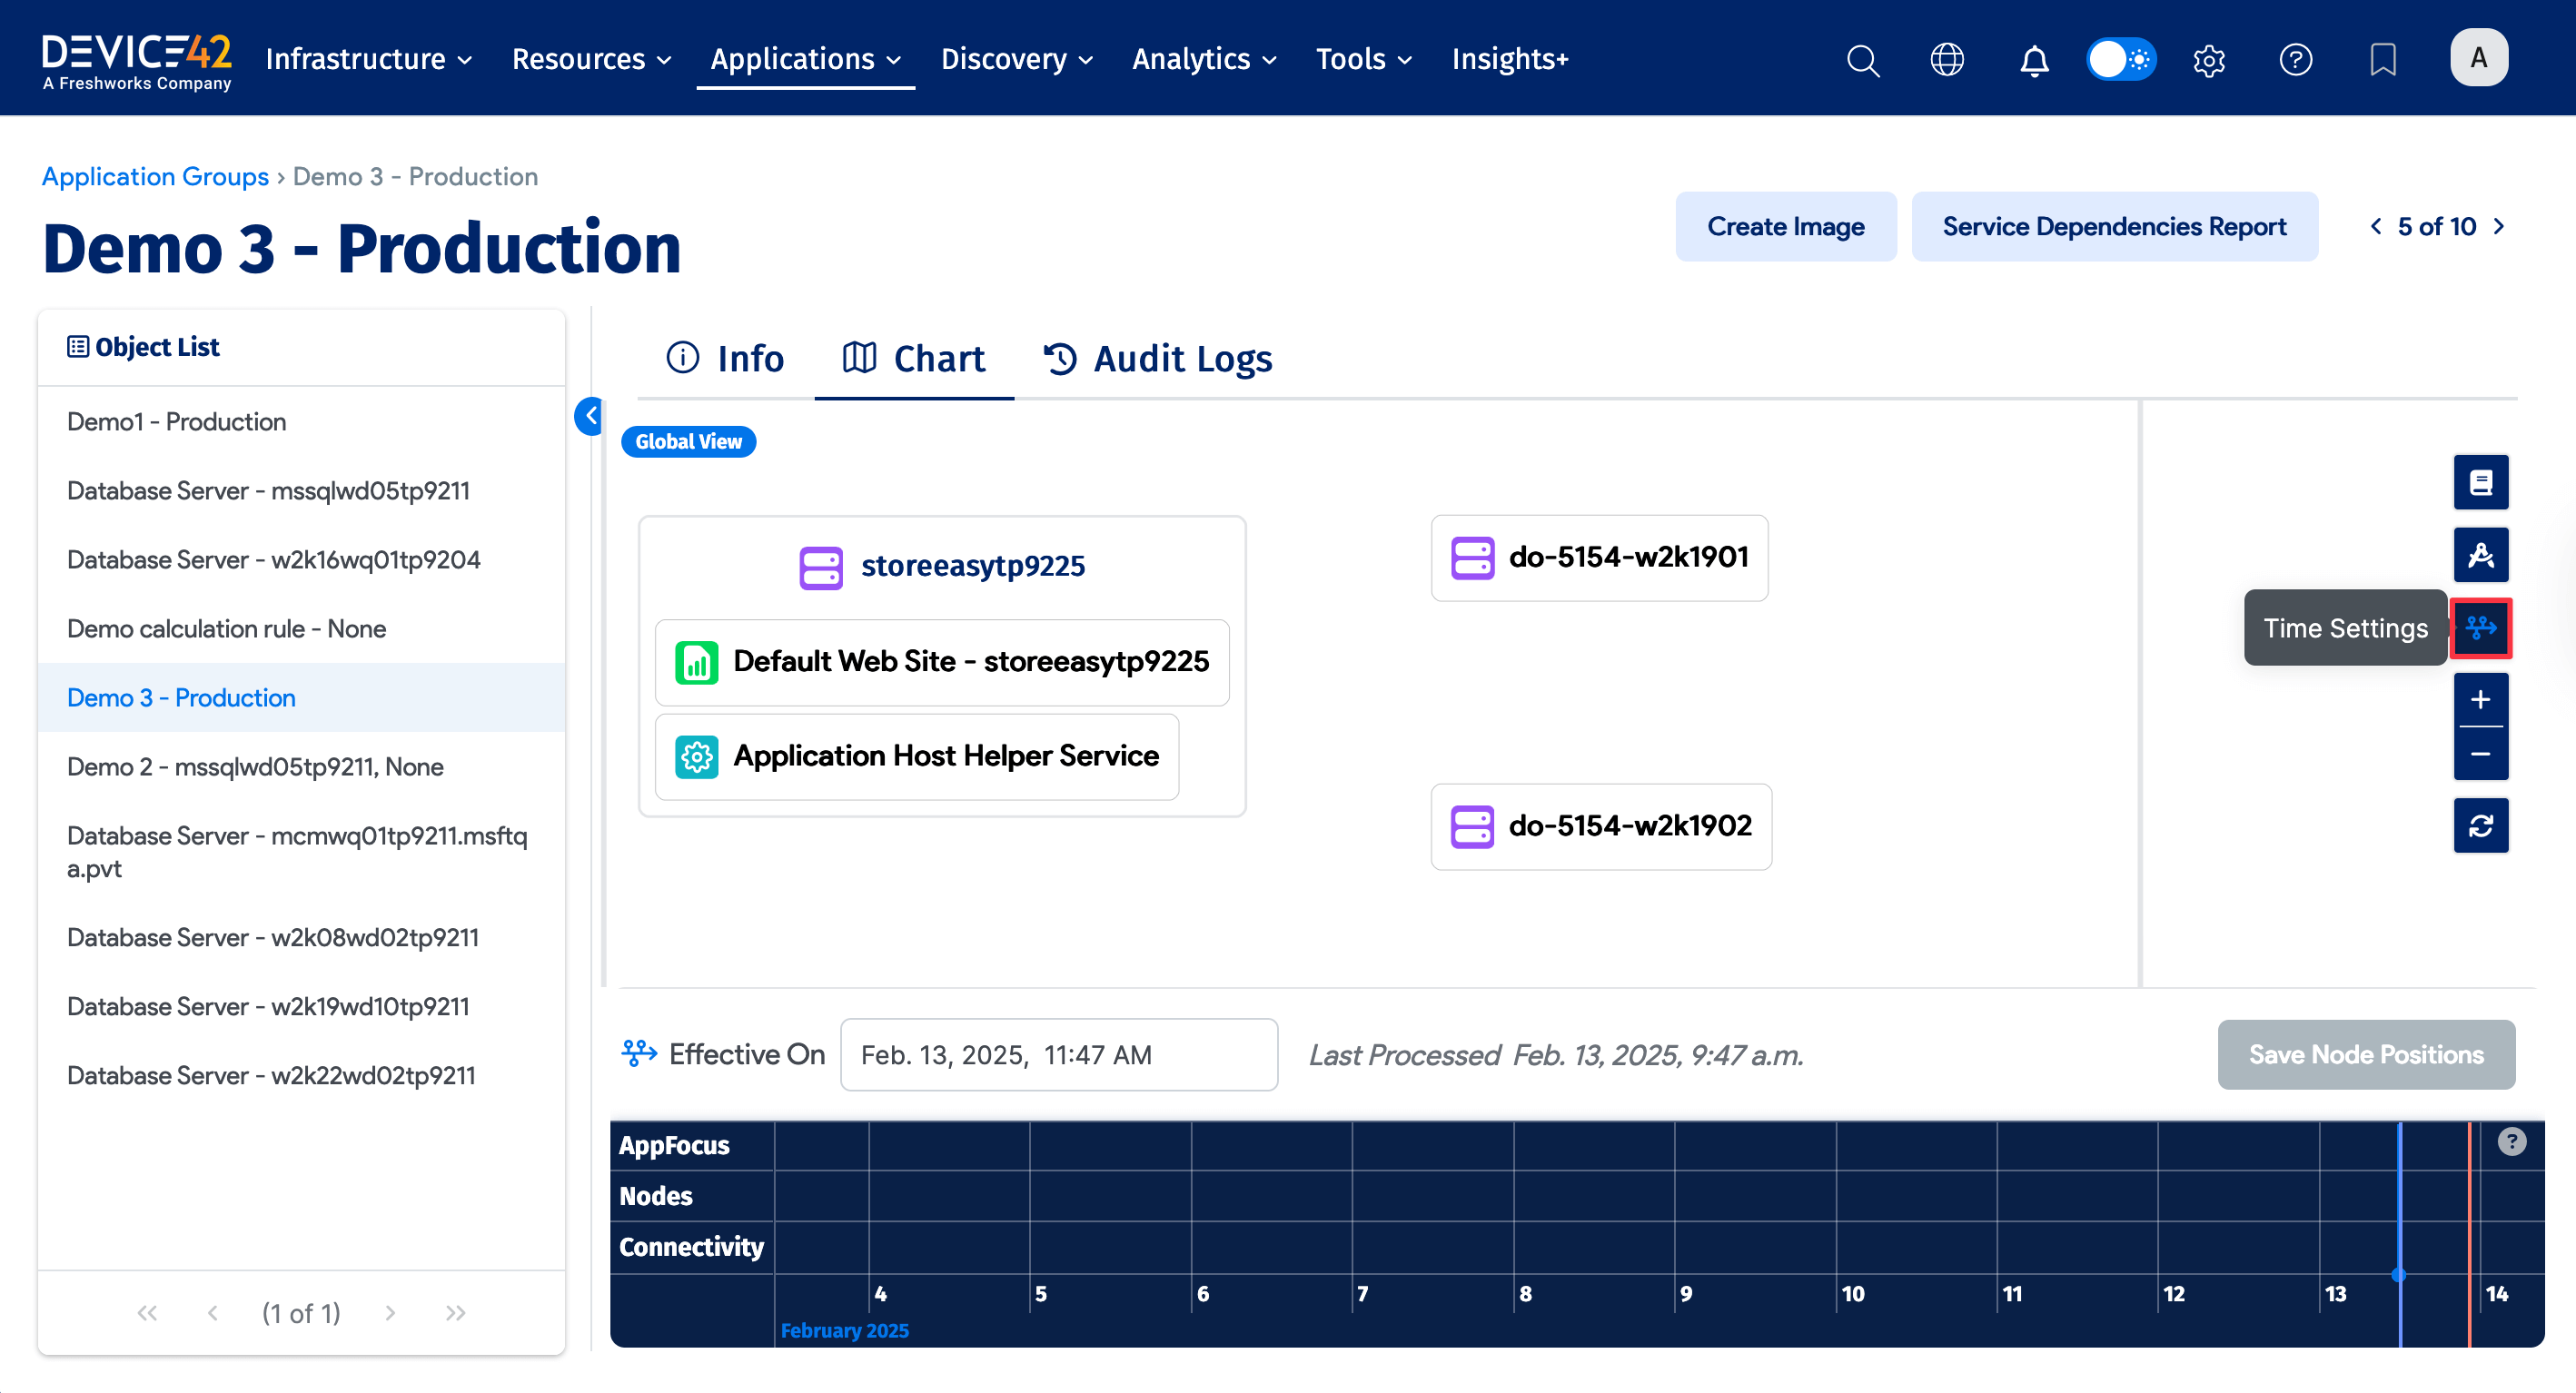 DEVICE42
A Freshworks Company
Infrastructure
Resources
Applications
Discovery
Analytics
Tools
Insights+
A
Application Groups › Demo 3 - Production
Demo 3 - Production
Create Image
Service Dependencies Report
5 of 10
Object List
Demo1 - Production
Database Server - mssqlwd05tp9211
Database Server - w2k16wq01tp9204
Demo calculation rule - None
Demo 3 - Production
Demo 2 - mssqlwd05tp9211, None
Database Server - mcmwq01tp9211.msftq
a.pvt
Database Server - w2k08wd02tp9211
Database Server - w2k19wd10tp9211
Database Server - w2k22wd02tp9211
(1 of 1)
Info
Chart
Audit Logs
Global View
storeeasytp9225
Default Web Site - storeeasytp9225
Application Host Helper Service
do-5154-w2k1901
do-5154-w2k1902
Time Settings
Effective On
Feb. 13, 2025, 11:47 AM
Last Processed Feb. 13, 2025, 9:47 a.m.
Save Node Positions
AppFocus
Nodes
Connectivity
4 5 6 7 8 9 10 11 12 13 14
February 2025